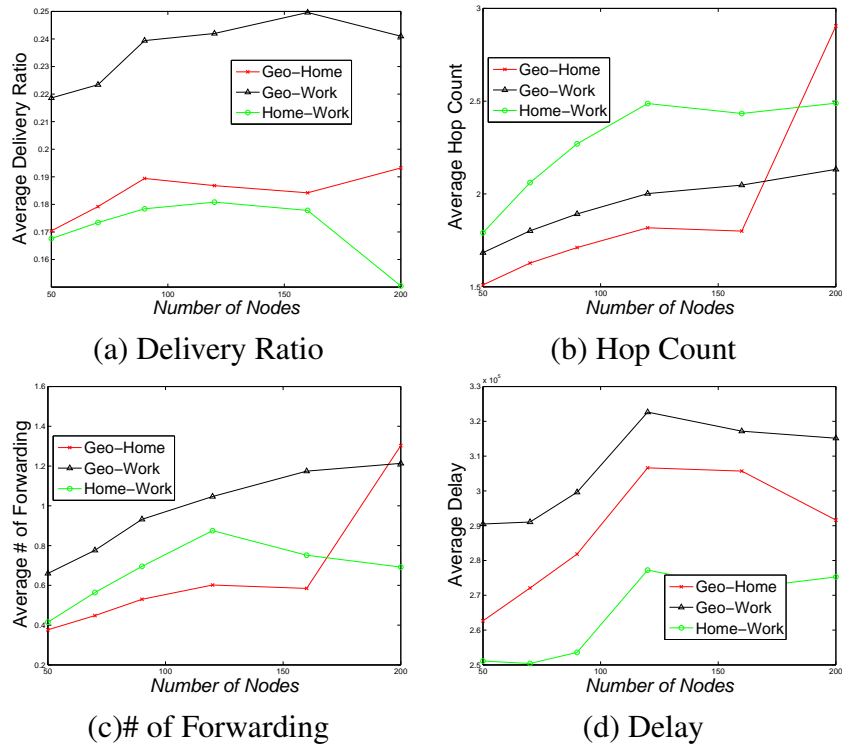 0.25
0.24
0.23
0.22
0.21
0.2
0.19
0.18
0.17
0.16
50
100
150
200
Average Delivery Ratio
Number of Nodes
Geo-Home
Geo-Work
Home-Work
(a) Delivery Ratio
3
2.5
2
1.5
50
100
150
200
Average Hop Count
Number of Nodes
Geo-Home
Geo-Work
Home-Work
(b) Hop Count
1.6
1.4
1.2
1
0.8
0.6
0.4
0.2
50
100
150
200
Average # of Forwarding
Number of Nodes
Geo-Home
Geo-Work
Home-Work
(c)# of Forwarding
x 10⁵
3.3
3.2
3.1
3
2.9
2.8
2.7
2.6
2.5
50
100
150
200
Average Delay
Number of Nodes
Geo-Home
Geo-Work
Home-Work
(d) Delay